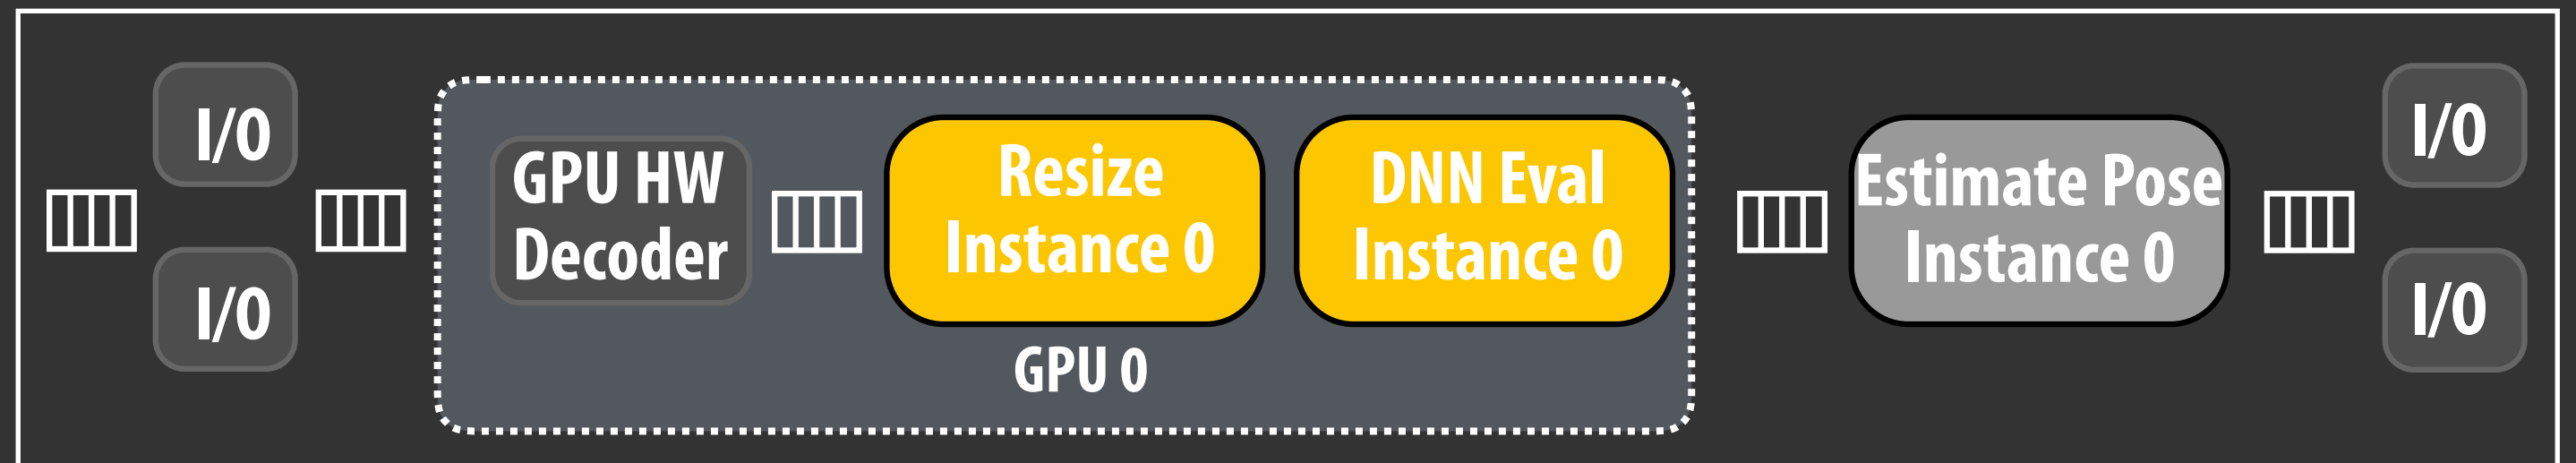 I/O
I/O
GPU HW
Decoder
Resize
Instance 0
DNN Eval
Instance 0
GPU 0
Estimate Pose
Instance 0
I/O
I/O